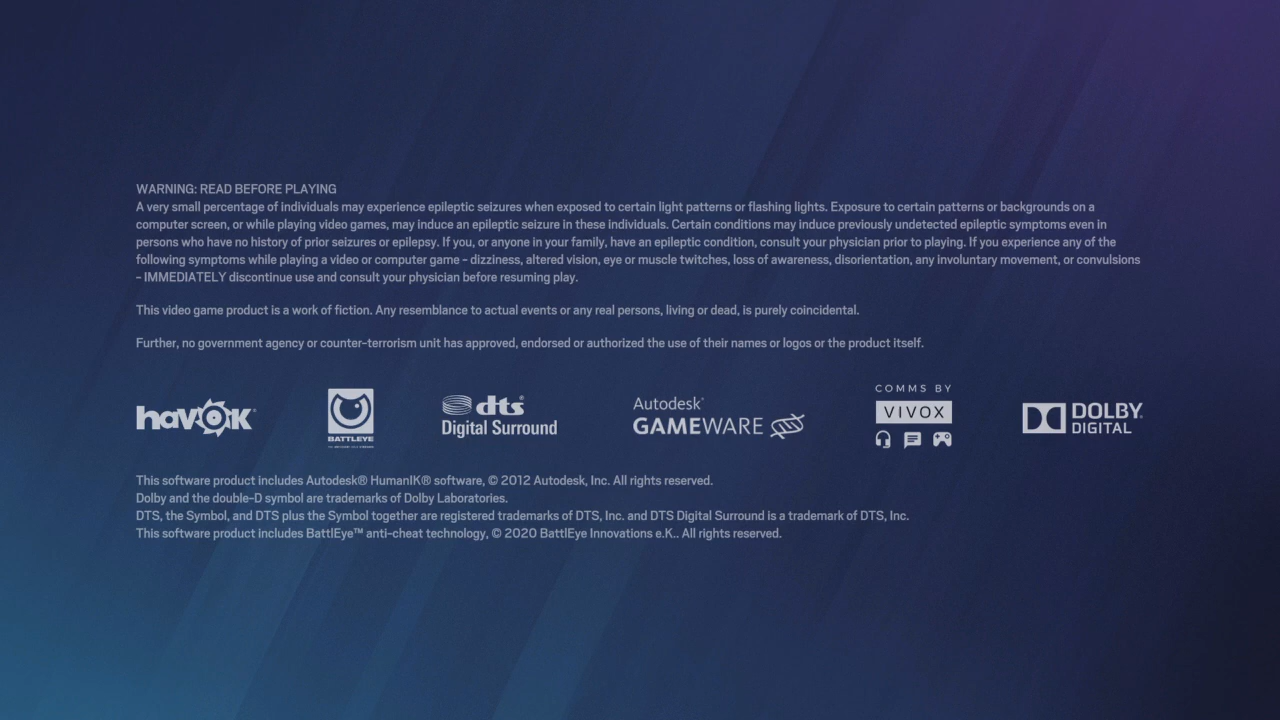 WARNING: READ BEFORE PLAYING
A very small percentage of individuals may experience epileptic seizures when exposed to certain light patterns or flashing lights. Exposure to certain patterns or backgrounds on a
computer screen, or while playing video games, may induce an epileptic seizure in these individuals. Certain conditions may induce previously undetected epileptic symptoms even in
persons who have no history of prior seizures or epilepsy. If you, or anyone in your family, have an epileptic condition, consult your physician prior to playing. If you experience any of the
following symptoms while playing a video or computer game – dizziness, altered vision, eye or muscle twitches, loss of awareness, disorientation, any involuntary movement, or convulsions
– IMMEDIATELY discontinue use and consult your physician before resuming play.
This video game product is a work of fiction. Any resemblance to actual events or any real persons, living or dead, is purely coincidental.
Further, no government agency or counter-terrorism unit has approved, endorsed or authorized the use of their names or logos or the product itself.
havok
BATTLEYE
dts
Digital Surround
Autodesk®
GAMEWARE
COMMS BY
VIVOX
DOLBY
DIGITAL
This software product includes Autodesk® HumanIK® software, © 2012 Autodesk, Inc. All rights reserved.
Dolby and the double-D symbol are trademarks of Dolby Laboratories.
DTS, the Symbol, and DTS plus the Symbol together are registered trademarks of DTS, Inc. and DTS Digital Surround is a trademark of DTS, Inc.
This software product includes BattlEye™ anti-cheat technology, © 2020 BattlEye Innovations e.K.. All rights reserved.